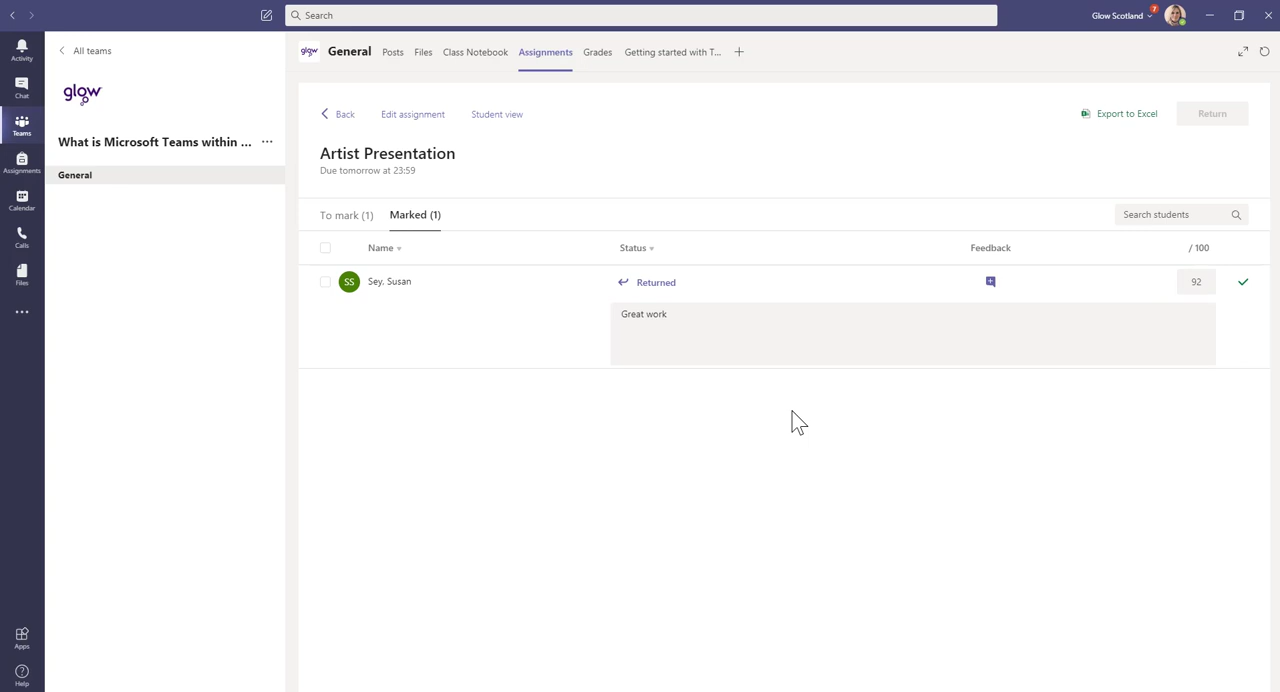 Search
Glow Scotland
7
Activity
Chat
Teams
Assignments
Calendar
Calls
Files
Apps
Help
All teams
glow
What is Microsoft Teams within ...
General
glow
General
Posts
Files
Class Notebook
Assignments
Grades
Getting started with T...
Back
Edit assignment
Student view
Export to Excel
Return
Artist Presentation
Due tomorrow at 23:59
To mark (1)
Marked (1)
Search students
Name
Status
Feedback
/ 100
SS
Sey, Susan
Returned
92
Great work